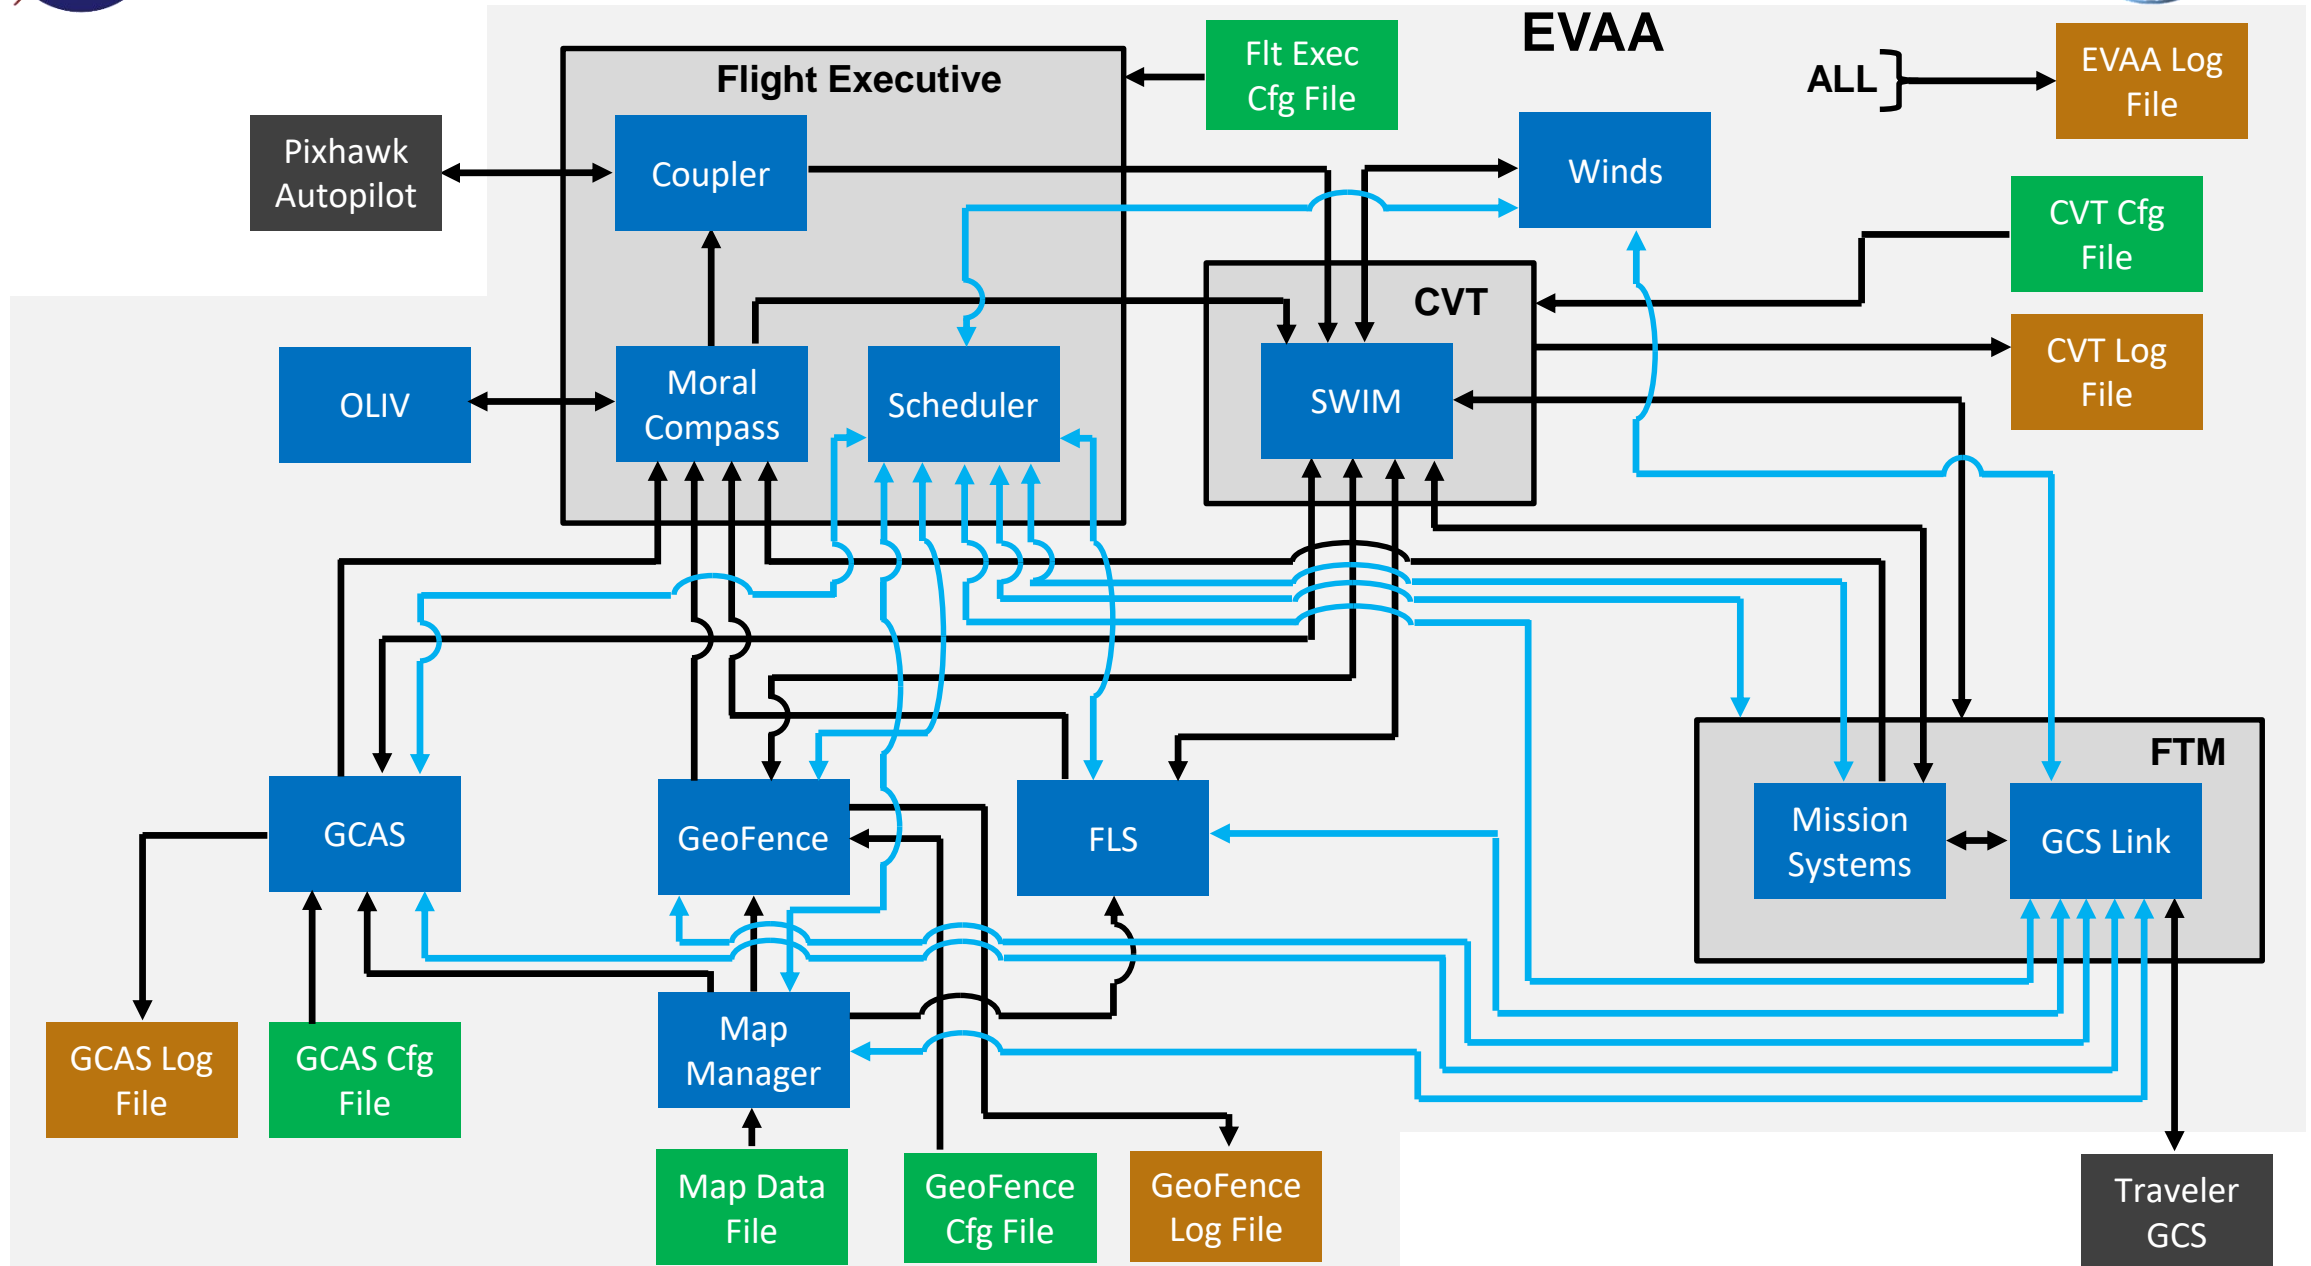 EVAA
Flight Executive
Flt Exec
Cfg File
ALL
EVAA Log
File
Pixhawk
Autopilot
Coupler
Winds
CVT Cfg
File
CVT
OLIV
Moral
Compass
Scheduler
SWIM
CVT Log
File
FTM
GCAS
GeoFence
FLS
Mission
Systems
GCS Link
Map
Manager
GCAS Log
File
GCAS Cfg
File
Map Data
File
GeoFence
Cfg File
GeoFence
Log File
Traveler
GCS